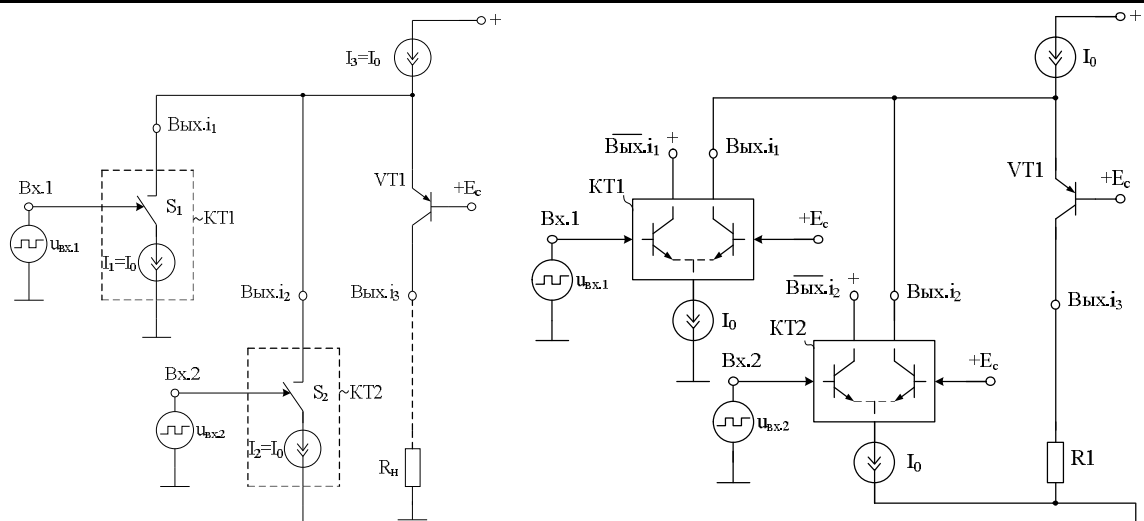 +
I₃=I₀
Вых.i₁
Вх.1
S₁
~КТ1
uвх.1
I₁=I₀
VT1
+Eс
Вых.i₂
Вых.i₃
Вх.2
S₂
~КТ2
uвх.2
I₂=I₀
Rн
+
I₀
Вых.i₁
+
Вых.i₁
КТ1
VT1
+Eс
Вх.1
+Eс
uвх.1
I₀
Вых.i₂
+
Вых.i₂
Вых.i₃
КТ2
Вх.2
+Eс
uвх.2
I₀
R1